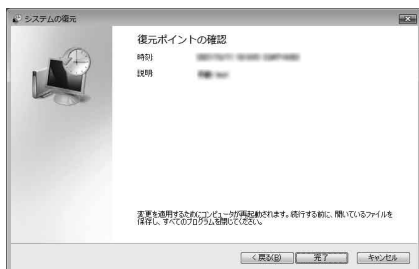 システムの復元
復元ポイントの確認
時刻:
説明:
変更を適用するためにコンピュータが再起動されます。続行する前に、開いているファイルを
保存し、すべてのプログラムを閉じてください。
< 戻る(B)
完了
キャンセル